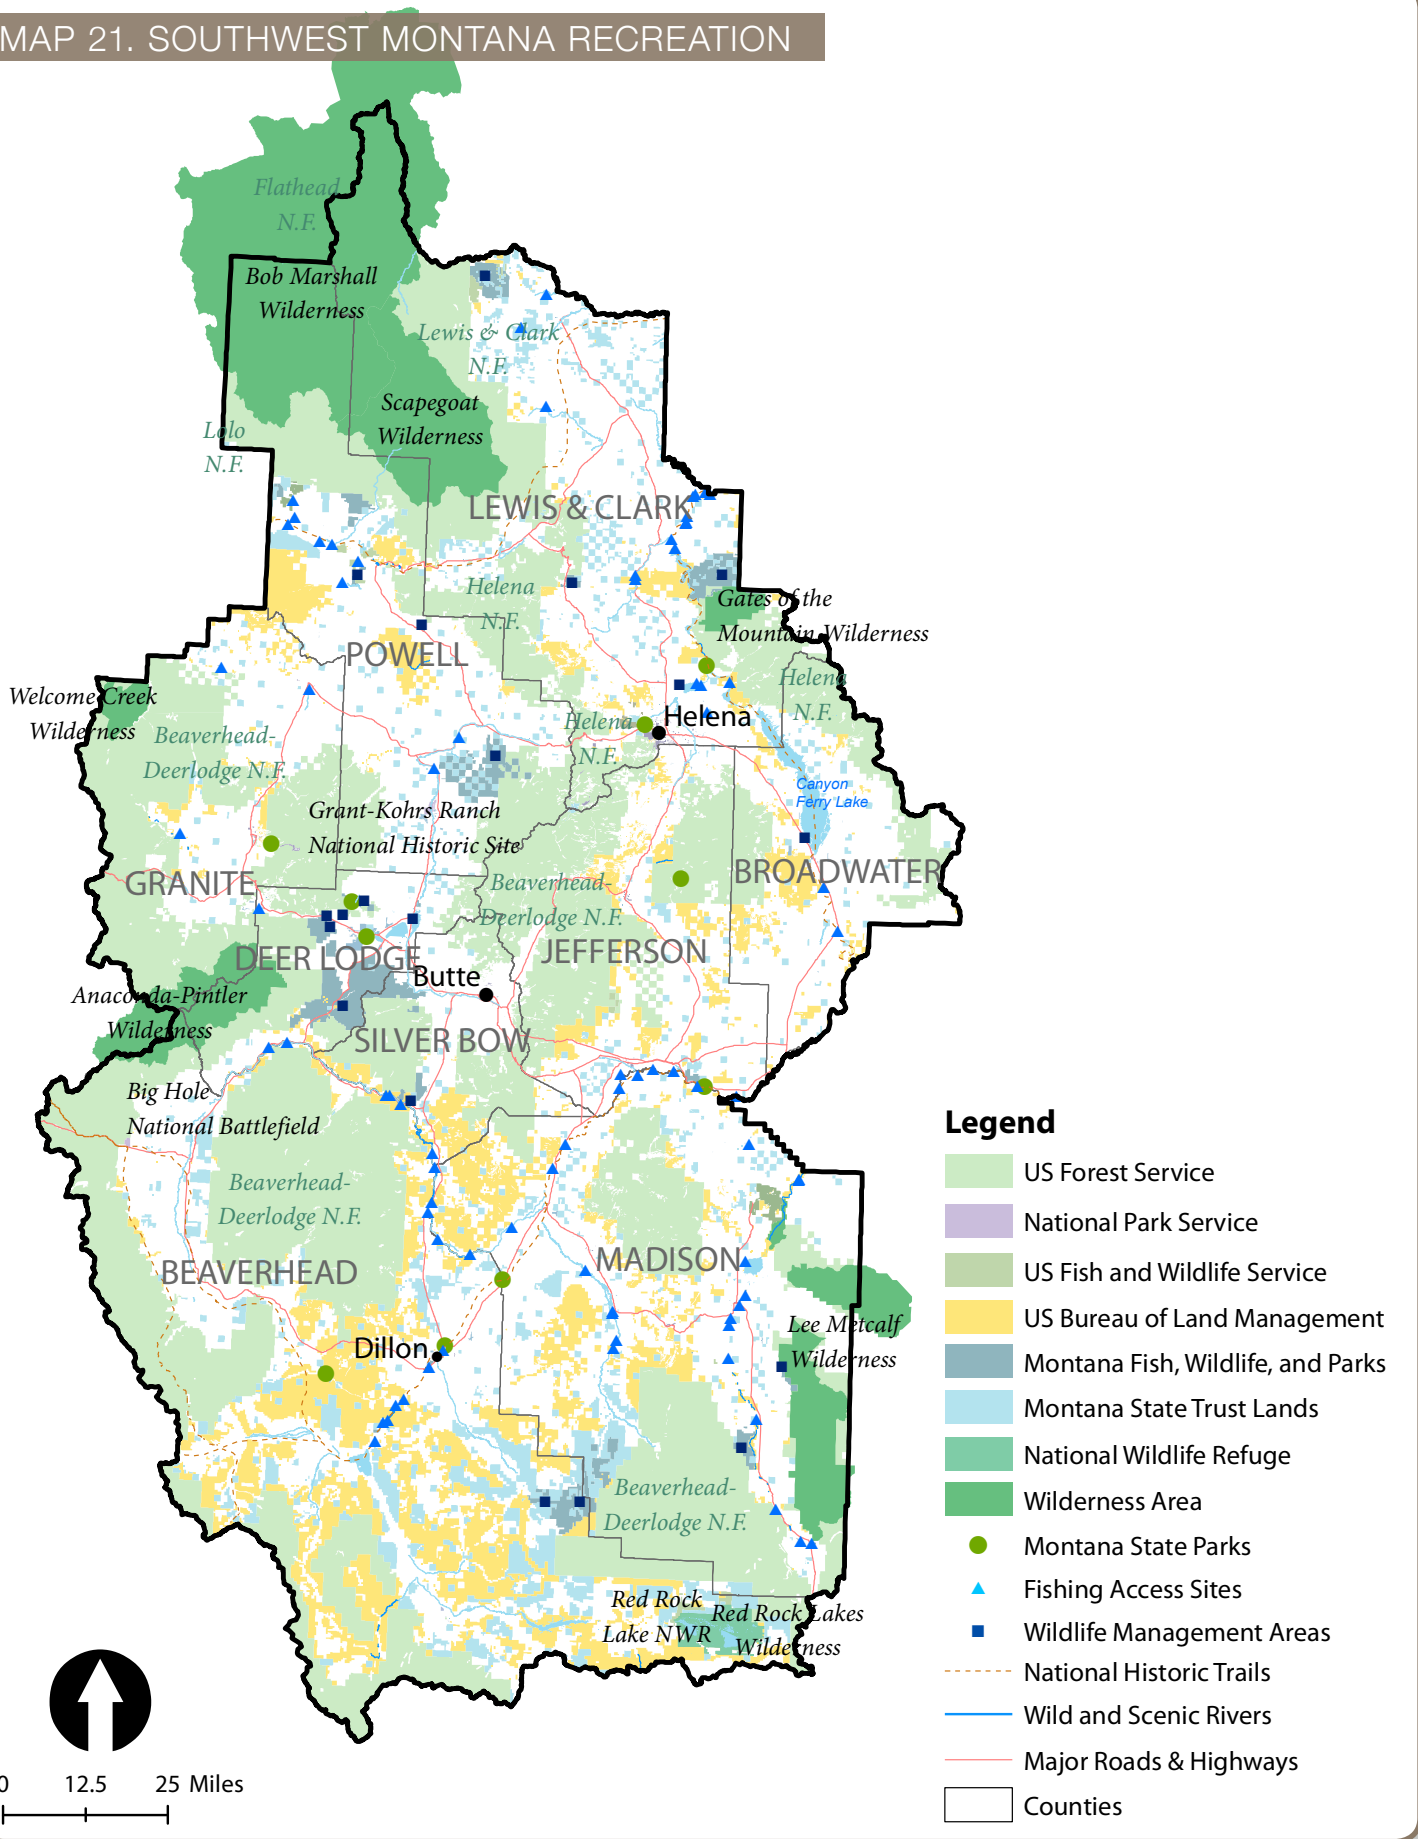 MAP 21. SOUTHWEST MONTANA RECREATION
Flathead
N.F.
Bob Marshall
Wilderness
Lewis & Clark
N.F.
Scapegoat
Wilderness
Lolo
N.F.
LEWIS & CLARK
Helena
N.F.
Gates of the
Mountain Wilderness
POWELL
Helena
N.F.
Welcome Creek
Wilderness
Beaverhead-
Deerlodge N.F.
Helena
N.F.
Helena
Canyon
Ferry Lake
Grant-Kohrs Ranch
National Historic Site
GRANITE
Beaverhead-
Deerlodge N.F.
BROADWATER
DEER LODGE
JEFFERSON
Butte
Anaconda-Pintler
Wilderness
SILVER BOW
Big Hole
National Battlefield
Beaverhead-
Deerlodge N.F.
BEAVERHEAD
MADISON
Lee Metcalf
Wilderness
Dillon
Beaverhead-
Deerlodge N.F.
Red Rock
Lake NWR
Red Rock Lakes
Wilderness
0 12.5 25 Miles
Legend
US Forest Service
National Park Service
US Fish and Wildlife Service
US Bureau of Land Management
Montana Fish, Wildlife, and Parks
Montana State Trust Lands
National Wildlife Refuge
Wilderness Area
Montana State Parks
Fishing Access Sites
Wildlife Management Areas
National Historic Trails
Wild and Scenic Rivers
Major Roads & Highways
Counties